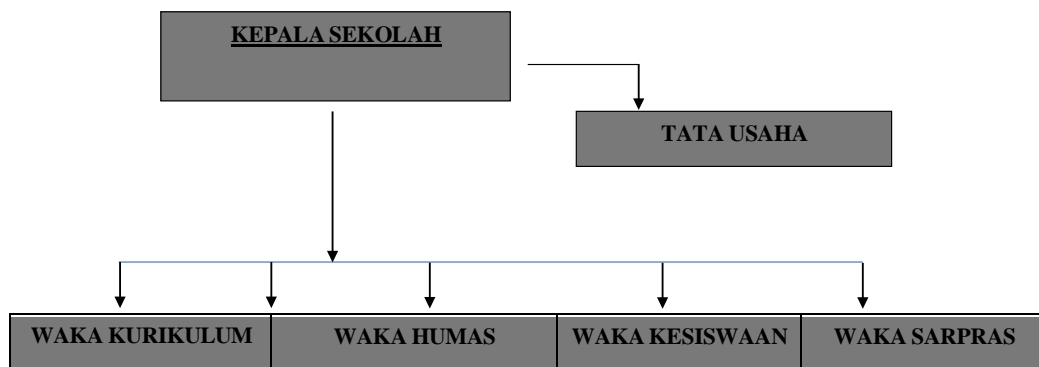 KEPALA SEKOLAH
TATA USAHA
WAKA KURIKULUM
WAKA HUMAS
WAKA KESISWAAN
WAKA SARPRAS